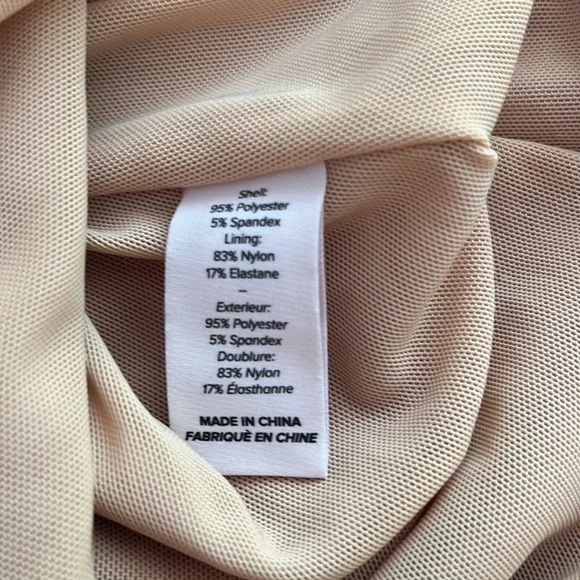 Shell:
95% Polyester
5% Spandex
Lining:
83% Nylon
17% Elastane
–
Exterieur:
95% Polyester
5% Spandex
Doublure:
83% Nylon
17% Élasthanne
MADE IN CHINA
FABRIQUÈ EN CHINE